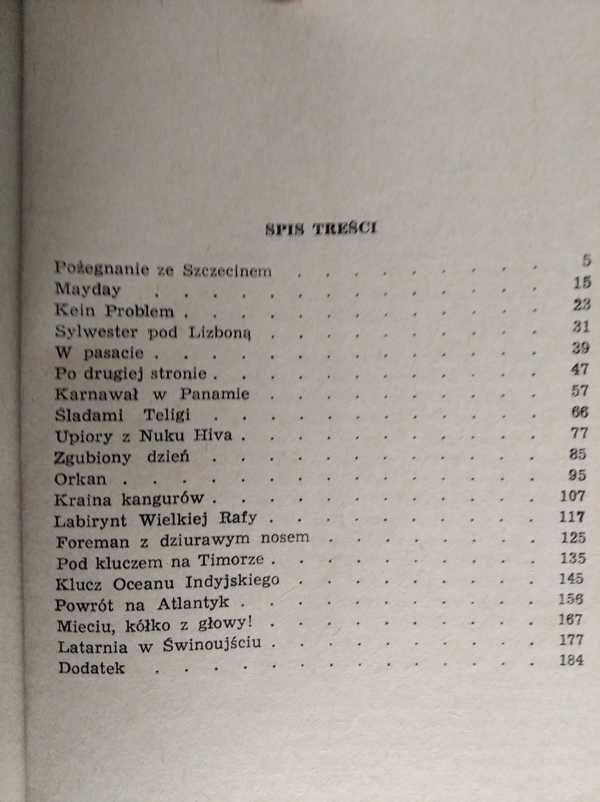 SPIS TREŚCI
Pożegnanie ze Szczecinem . . . . . . . . . 5
Mayday . . . . . . . . . . . . . . 15
Kein Problem . . . . . . . . . . . . . 23
Sylwester pod Lizboną . . . . . . . . . . 31
W pasacie . . . . . . . . . . . . . . 39
Po drugiej stronie . . . . . . . . . . . . 47
Karnawał w Panamie . . . . . . . . . . 57
Śladami Teligi . . . . . . . . . . . . 66
Upiory z Nuku Hiva . . . . . . . . . . . 77
Zgubiony dzień . . . . . . . . . . . . 85
Orkan . . . . . . . . . . . . . . . 95
Kraina kangurów . . . . . . . . . . . . 107
Labirynt Wielkiej Rafy . . . . . . . . . . 117
Foreman z dziurawym nosem . . . . . . . . 125
Pod kluczem na Timorze . . . . . . . . . . 135
Klucz Oceanu Indyjskiego . . . . . . . . . 145
Powrót na Atlantyk . . . . . . . . . . . 156
Mieciu, kółko z głowy! . . . . . . . . . . 167
Latarnia w Świnoujściu . . . . . . . . . . 177
Dodatek . . . . . . . . . . . . . . 184